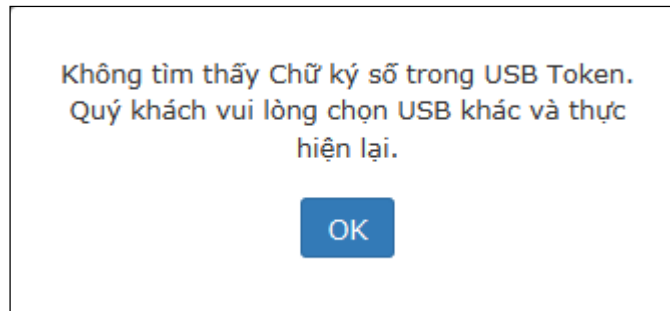 Không tìm thấy Chữ ký số trong USB Token.
Quý khách vui lòng chọn USB khác và thực
hiện lại.
OK